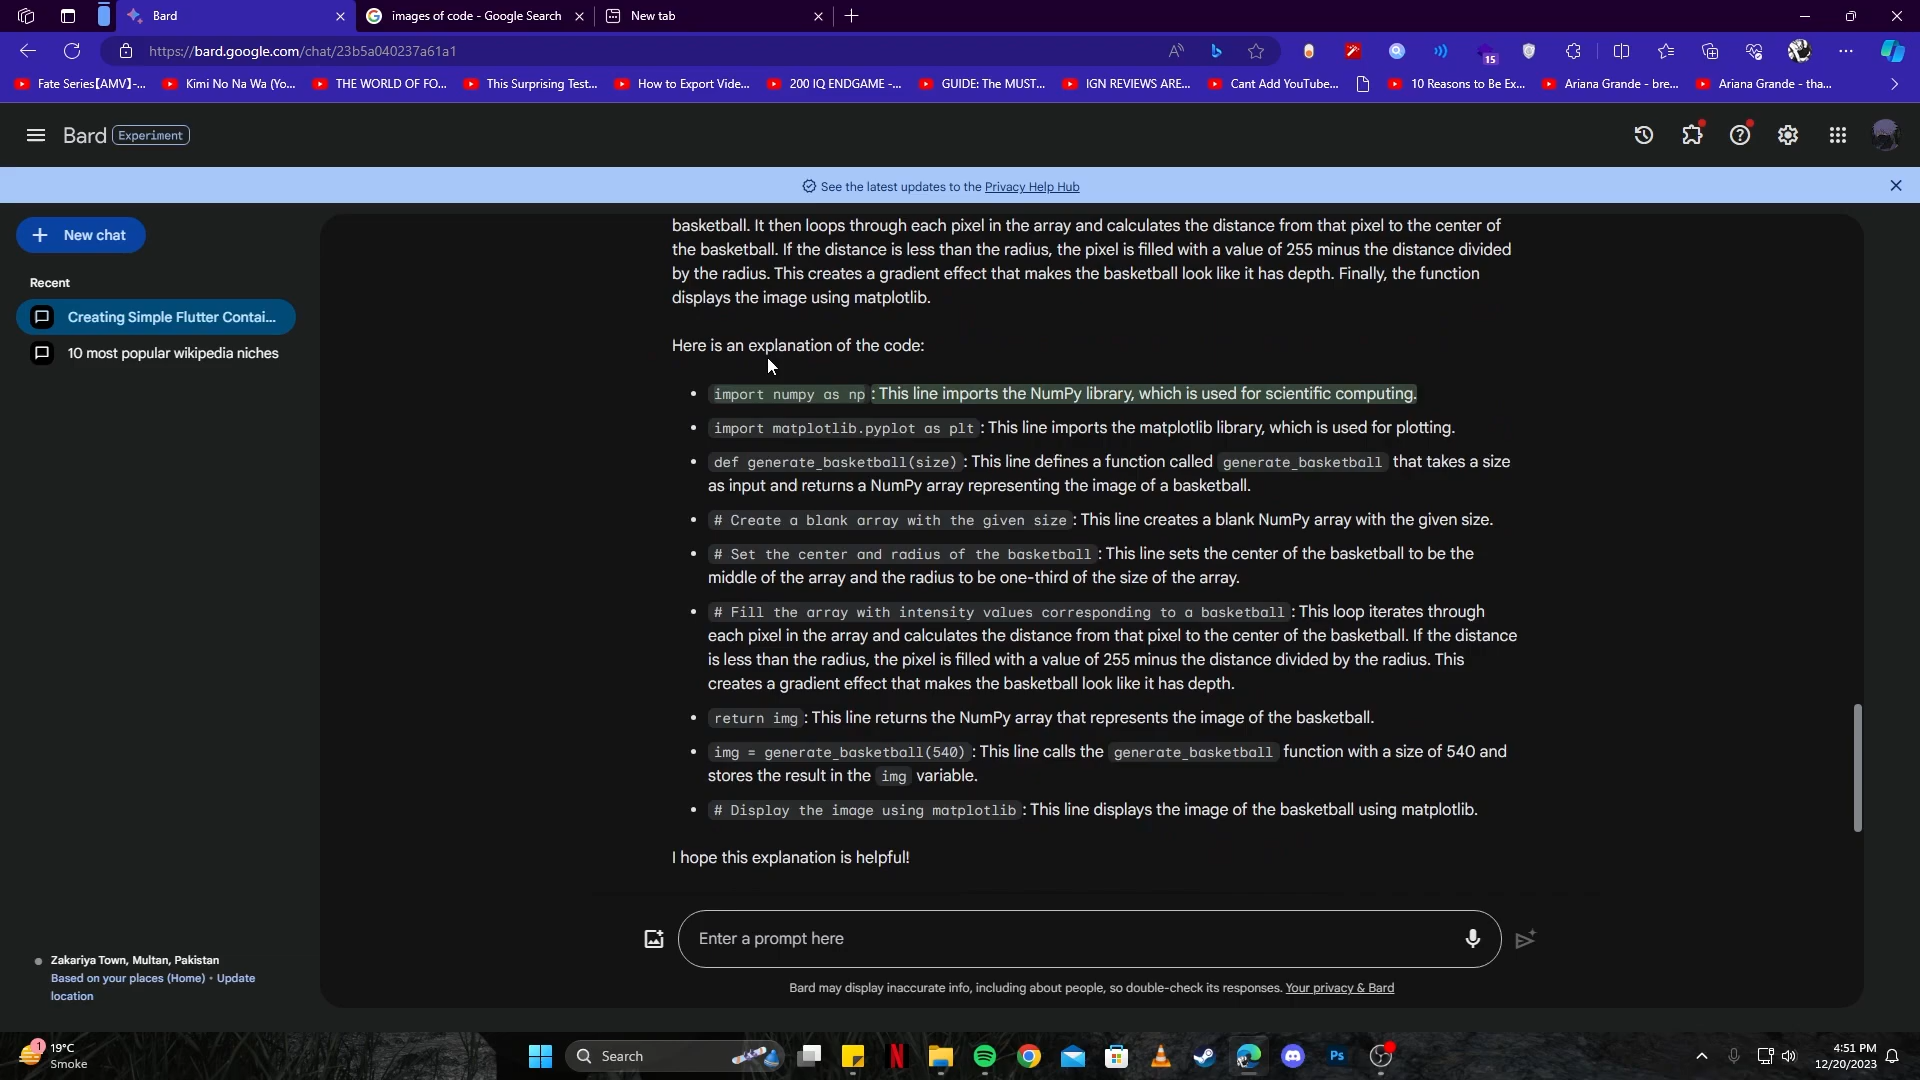 Bard
images of code - Google Search
New tab
https://bard.google.com/chat/23b5a040237a61a1
15
Fate Series【AMV】-...
Kimi No Na Wa (Yo...
THE WORLD OF FO...
This Surprising Test...
How to Export Vide...
200 IQ ENDGAME -...
GUIDE: The MUST...
IGN REVIEWS ARE...
Cant Add YouTube...
10 Reasons to Be Ex...
Ariana Grande - bre...
Ariana Grande - tha...
Bard Experiment
See the latest updates to the Privacy Help Hub
New chat
Recent
Creating Simple Flutter Contai...
10 most popular wikipedia niches
basketball. It then loops through each pixel in the array and calculates the distance from that pixel to the center of
the basketball. If the distance is less than the radius, the pixel is filled with a value of 255 minus the distance divided
by the radius. This creates a gradient effect that makes the basketball look like it has depth. Finally, the function
displays the image using matplotlib.
Here is an explanation of the code:
• import numpy as np : This line imports the NumPy library, which is used for scientific computing.
• import matplotlib.pyplot as plt : This line imports the matplotlib library, which is used for plotting.
• def generate_basketball(size) : This line defines a function called generate_basketball that takes a size
as input and returns a NumPy array representing the image of a basketball.
• # Create a blank array with the given size : This line creates a blank NumPy array with the given size.
• # Set the center and radius of the basketball : This line sets the center of the basketball to be the
middle of the array and the radius to be one-third of the size of the array.
• # Fill the array with intensity values corresponding to a basketball : This loop iterates through
each pixel in the array and calculates the distance from that pixel to the center of the basketball. If the distance
is less than the radius, the pixel is filled with a value of 255 minus the distance divided by the radius. This
creates a gradient effect that makes the basketball look like it has depth.
• return img : This line returns the NumPy array that represents the image of the basketball.
• img = generate_basketball(540) : This line calls the generate_basketball function with a size of 540 and
stores the result in the img variable.
• # Display the image using matplotlib : This line displays the image of the basketball using matplotlib.
I hope this explanation is helpful!
Enter a prompt here
Bard may display inaccurate info, including about people, so double-check its responses. Your privacy & Bard
Zakariya Town, Multan, Pakistan
Based on your places (Home) • Update
location
1
19°C
Smoke
Search
N
Ps
4:51 PM
12/20/2023